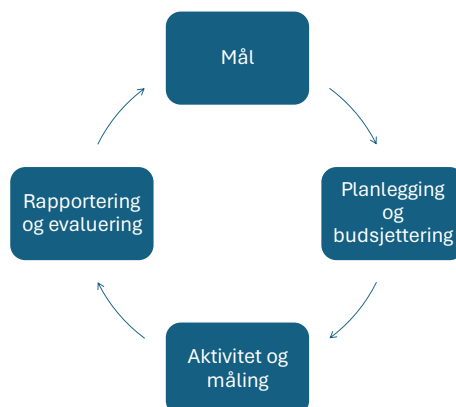 Mål
Planlegging
og
budsjettering
Aktivitet og
måling
Rapportering
og evaluering